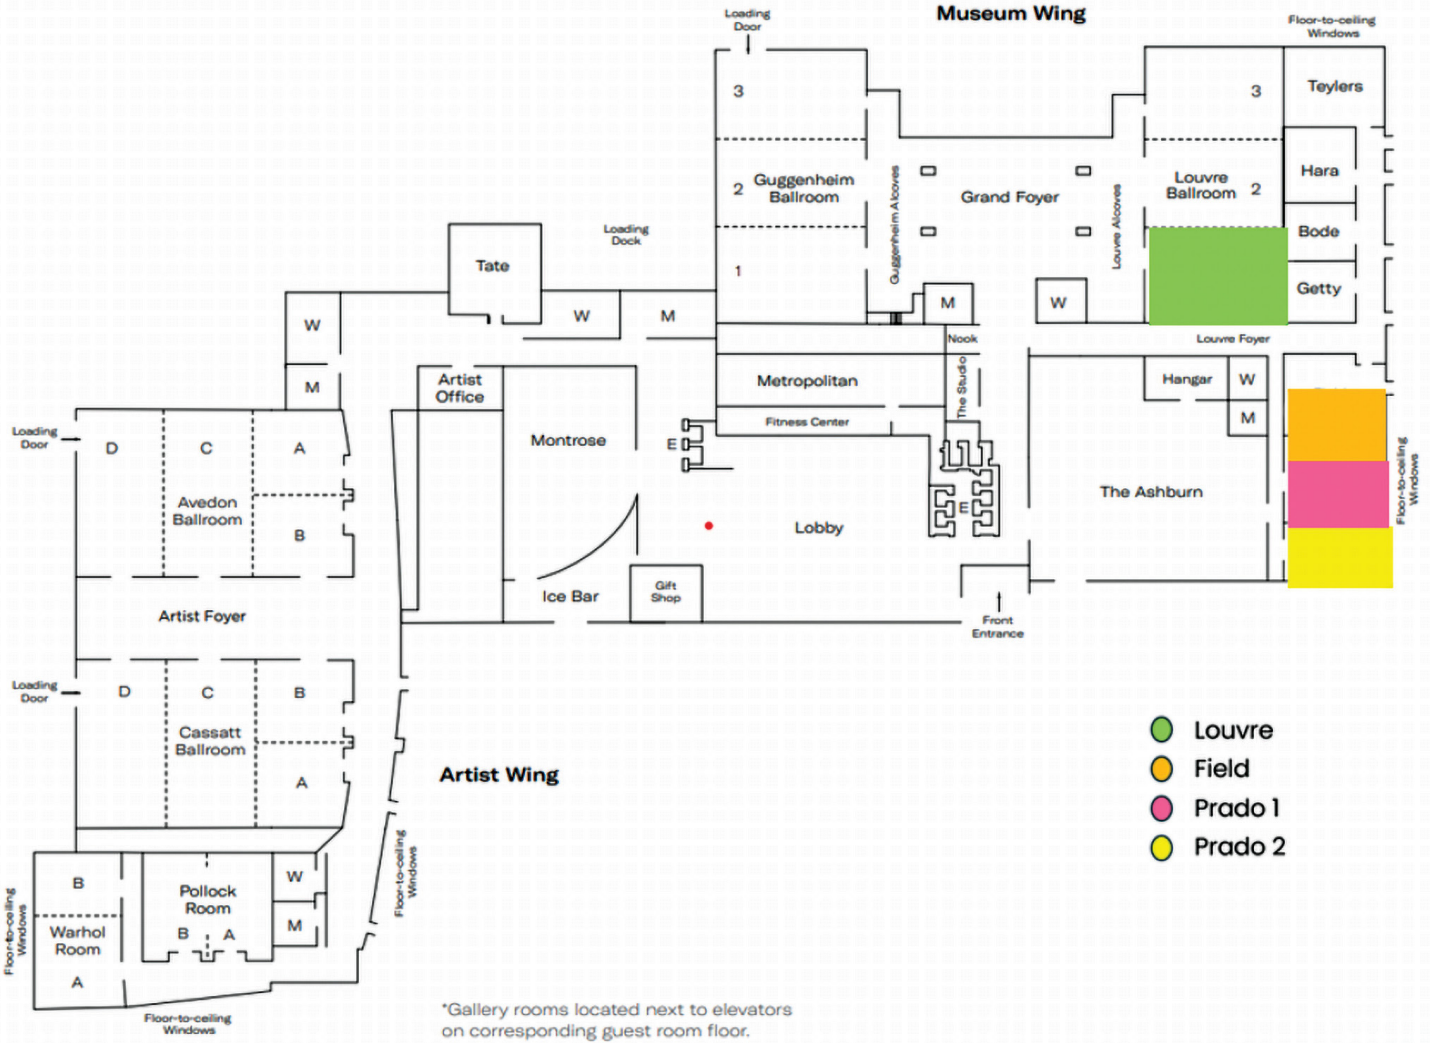 Museum Wing
Loading
Door
Floor-to-ceiling
Windows
3
3
Teylers
Hara
2
Guggenheim
Ballroom
Guggenheim Alcoves
Grand Foyer
Louvre Alcoves
Louvre
Ballroom
2
Bode
Loading
Dock
Tate
1
Getty
M
W
W
W
M
Nook
Louvre Foyer
M
Artist
Office
Metropolitan
The Studio
Hangar
W
M
Fitness Center
Loading
Door
D
C
A
Montrose
E
Avedon
Ballroom
B
The Ashburn
Floor-to-ceiling
Windows
E
Lobby
Ice Bar
Gift
Shop
Artist Foyer
Front
Entrance
Loading
Door
D
C
B
Cassatt
Ballroom
A
Artist Wing
Louvre
Field
Prado 1
Prado 2
Floor-to-ceiling
Windows
B
Pollock
Room
W
Floor-to-ceiling
Windows
Warhol
Room
B
A
M
A
Floor-to-ceiling
Windows
*Gallery rooms located next to elevators
on corresponding guest room floor.